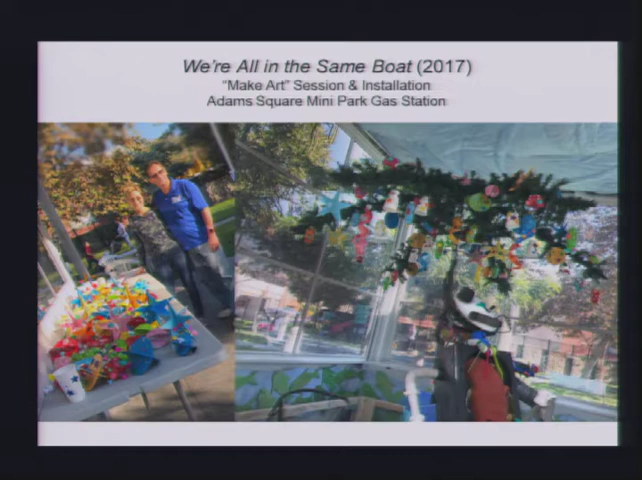 We're All in the Same Boat (2017)
"Make Art" Session & Installation
Adams Square Mini Park Gas Station